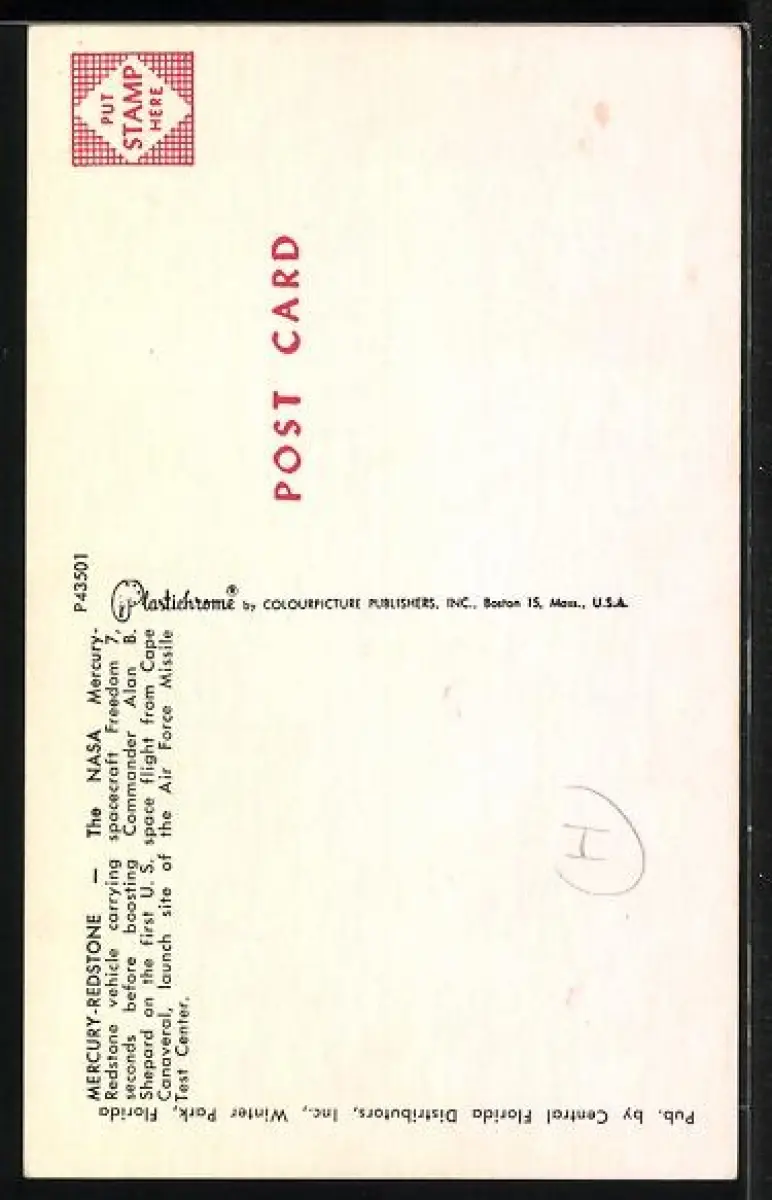 MERCURY-REDSTONE — The NASA Mercury-
Redstone vehicle carrying spacecraft Freedom 7,
seconds before boosting Commander Alan B.
Shepard on the first U. S. space flight from Cape
Canaveral, launch site of the Air Force Missile
Test Center.
P43501
Plastichrome® by COLOURPICTURE PUBLISHERS, INC., Boston 15, Mass., U.S.A.
POST CARD
PUT
STAMP
HERE
Pub. by Central Florida Distributors, Inc., Winter Park, Florida
H